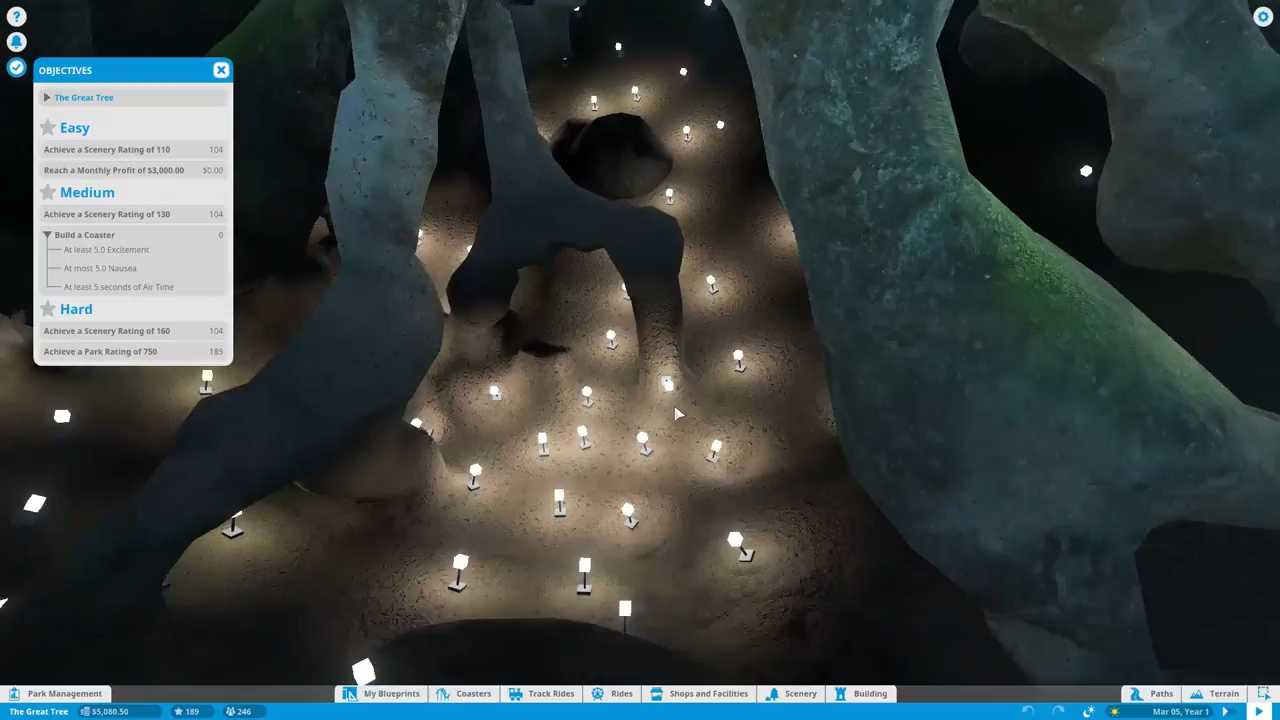 ?
OBJECTIVES
The Great Tree
Easy
Achieve a Scenery Rating of 110 104
Reach a Monthly Profit of $3,000.00 $0.00
Medium
Achieve a Scenery Rating of 130 104
Build a Coaster 0
At least 5.0 Excitement
At most 5.0 Nausea
At least 5 seconds of Air Time
Hard
Achieve a Scenery Rating of 160 104
Achieve a Park Rating of 750 189
Park Management My Blueprints Coasters Track Rides Rides Shops and Facilities Scenery Building Paths Terrain
The Great Tree $5,080.50 189 246 Mar 05, Year 1